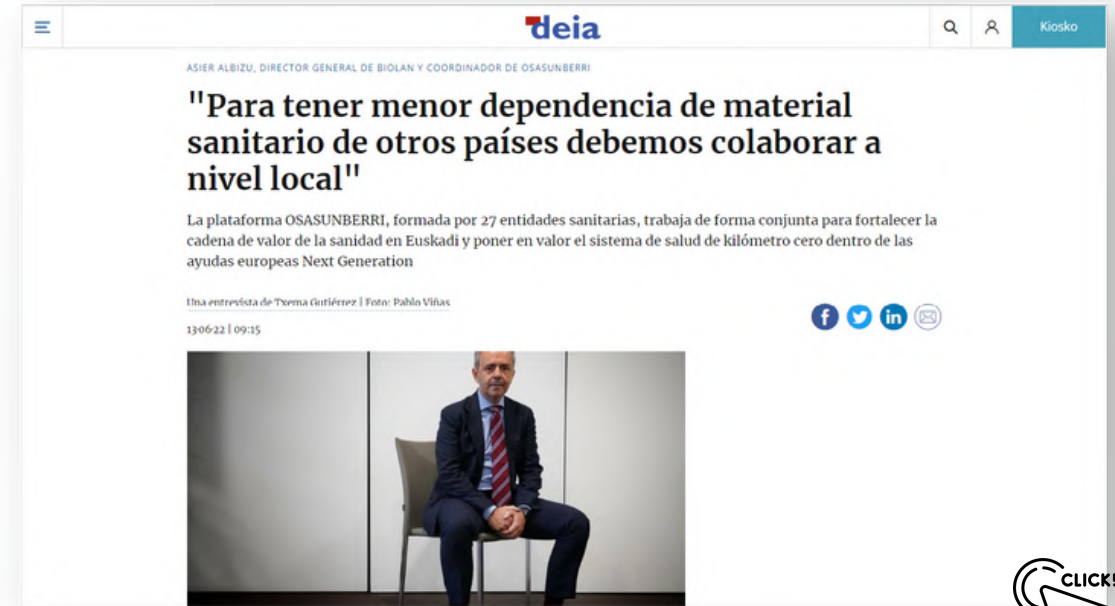 deia
Kiosko
ASIER ALBIZU, DIRECTOR GENERAL DE BIOLAN Y COORDINADOR DE OSASUNBERRI
"Para tener menor dependencia de material
sanitario de otros países debemos colaborar a
nivel local"
La plataforma OSASUNBERRI, formada por 27 entidades sanitarias, trabaja de forma conjunta para fortalecer la
cadena de valor de la sanidad en Euskadi y poner en valor el sistema de salud de kilómetro cero dentro de las
ayudas europeas Next Generation
Una entrevista de Txema Gutiérrez | Foto: Pablo Viñas
13·06·22 | 09:15
f in
CLICK!